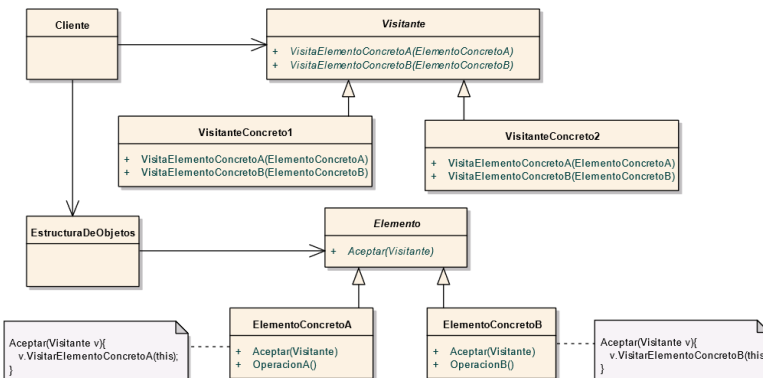 Cliente
Visitante
+ VisitaElementoConcretoA(ElementoConcretoA)
+ VisitaElementoConcretoB(ElementoConcretoB)
VisitanteConcreto1
+ VisitaElementoConcretoA(ElementoConcretoA)
+ VisitaElementoConcretoB(ElementoConcretoB)
VisitanteConcreto2
+ VisitaElementoConcretoA(ElementoConcretoA)
+ VisitaElementoConcretoB(ElementoConcretoB)
EstructuraDeObjetos
Elemento
+ Aceptar(Visitante)
Aceptar(Visitante v){
v.VisitarElementoConcretoA(this);
}
ElementoConcretoA
+ Aceptar(Visitante)
+ OperacionA()
ElementoConcretoB
+ Aceptar(Visitante)
+ OperacionB()
Aceptar(Visitante v){
v.VisitarElementoConcretoB(this
}